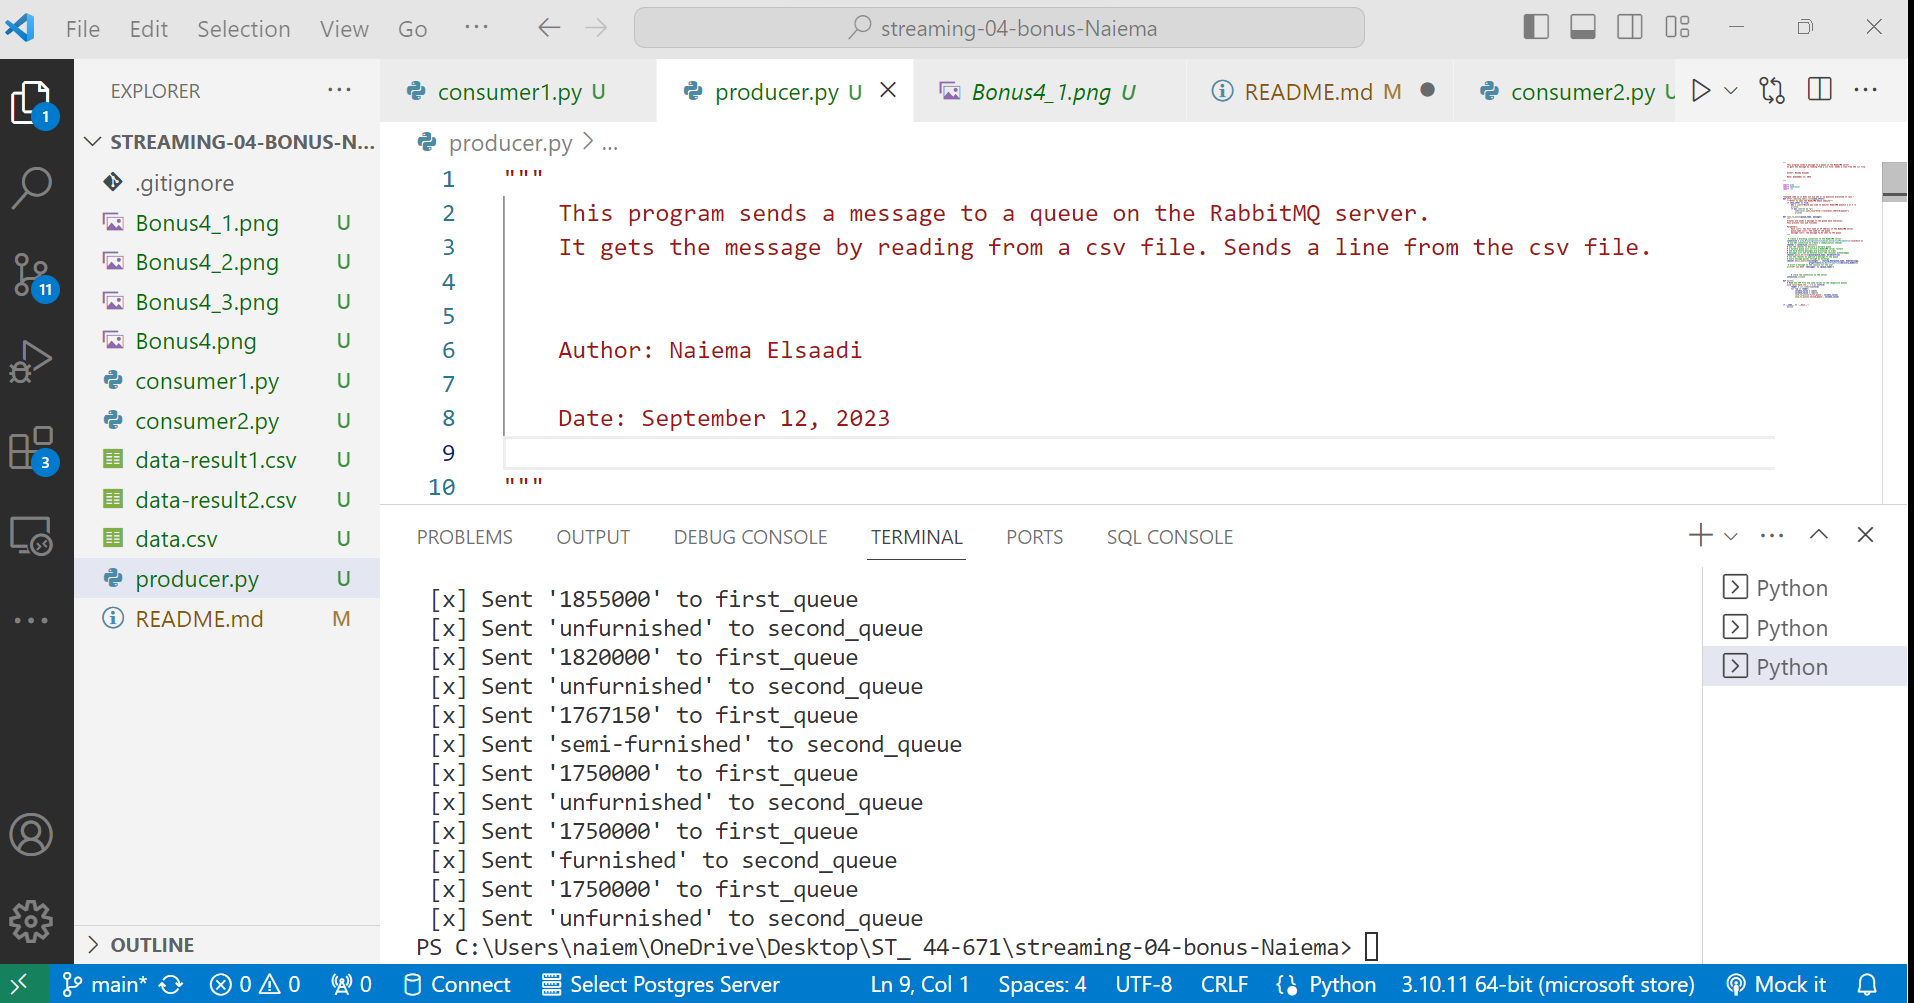 File Edit Selection View Go ··· streaming-04-bonus-Naiema
EXPLORER ···
STREAMING-04-BONUS-N...
.gitignore
Bonus4_1.png U
Bonus4_2.png U
Bonus4_3.png U
Bonus4.png U
consumer1.py U
consumer2.py U
data-result1.csv U
data-result2.csv U
data.csv U
producer.py U
README.md M
OUTLINE
1
11
3
consumer1.py U producer.py U Bonus4_1.png U README.md M consumer2.py U
producer.py > ...
1 """
2 This program sends a message to a queue on the RabbitMQ server.
3 It gets the message by reading from a csv file. Sends a line from the csv file.
4
5
6 Author: Naiema Elsaadi
7
8 Date: September 12, 2023
9
10 """
PROBLEMS OUTPUT DEBUG CONSOLE TERMINAL PORTS SQL CONSOLE
[x] Sent '1855000' to first_queue
[x] Sent 'unfurnished' to second_queue
[x] Sent '1820000' to first_queue
[x] Sent 'unfurnished' to second_queue
[x] Sent '1767150' to first_queue
[x] Sent 'semi-furnished' to second_queue
[x] Sent '1750000' to first_queue
[x] Sent 'unfurnished' to second_queue
[x] Sent '1750000' to first_queue
[x] Sent 'furnished' to second_queue
[x] Sent '1750000' to first_queue
[x] Sent 'unfurnished' to second_queue
PS C:\Users\naiem\OneDrive\Desktop\ST_ 44-671\streaming-04-bonus-Naiema>
Python
Python
Python
main* 0 0 0 Connect Select Postgres Server Ln 9, Col 1 Spaces: 4 UTF-8 CRLF Python 3.10.11 64-bit (microsoft store) Mock it